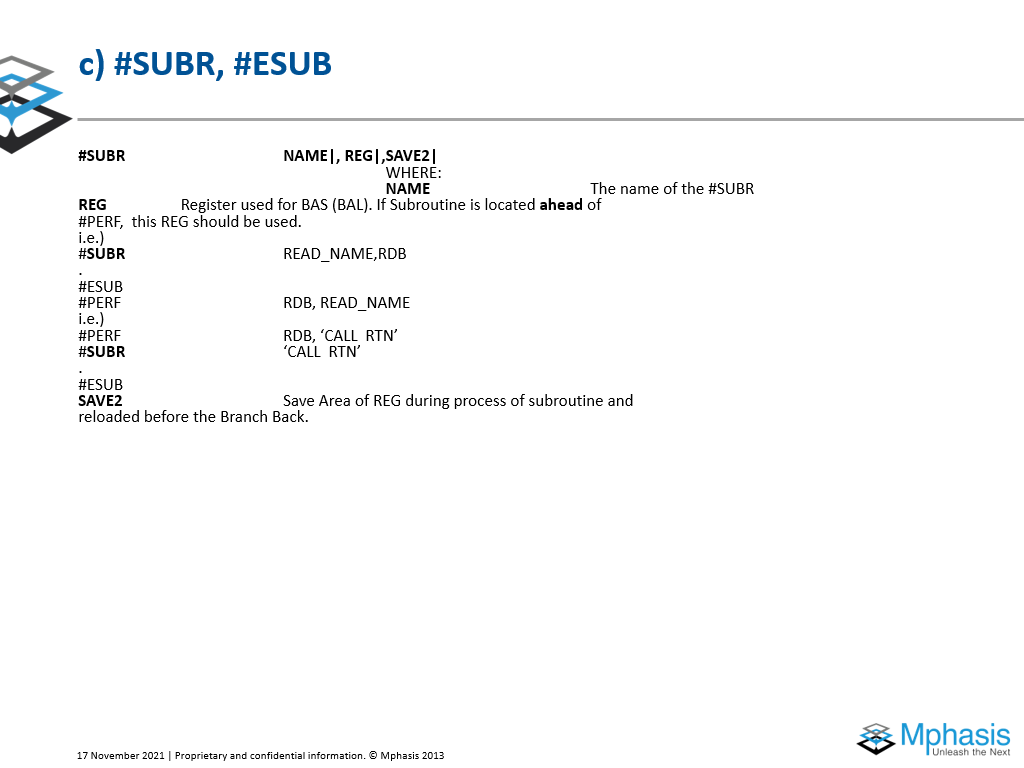 c) #SUBR, #ESUB
#SUBR NAME|, REG|,SAVE2|
WHERE:
NAME The name of the #SUBR
REG Register used for BAS (BAL). If Subroutine is located ahead of
#PERF, this REG should be used.
i.e.)
#SUBR READ_NAME,RDB
.
#ESUB
#PERF RDB, READ_NAME
i.e.)
#PERF RDB, ‘CALL RTN’
#SUBR ‘CALL RTN’
.
#ESUB
SAVE2 Save Area of REG during process of subroutine and
reloaded before the Branch Back.
17 November 2021 | Proprietary and confidential information. © Mphasis 2013
Mphasis
Unleash the Next